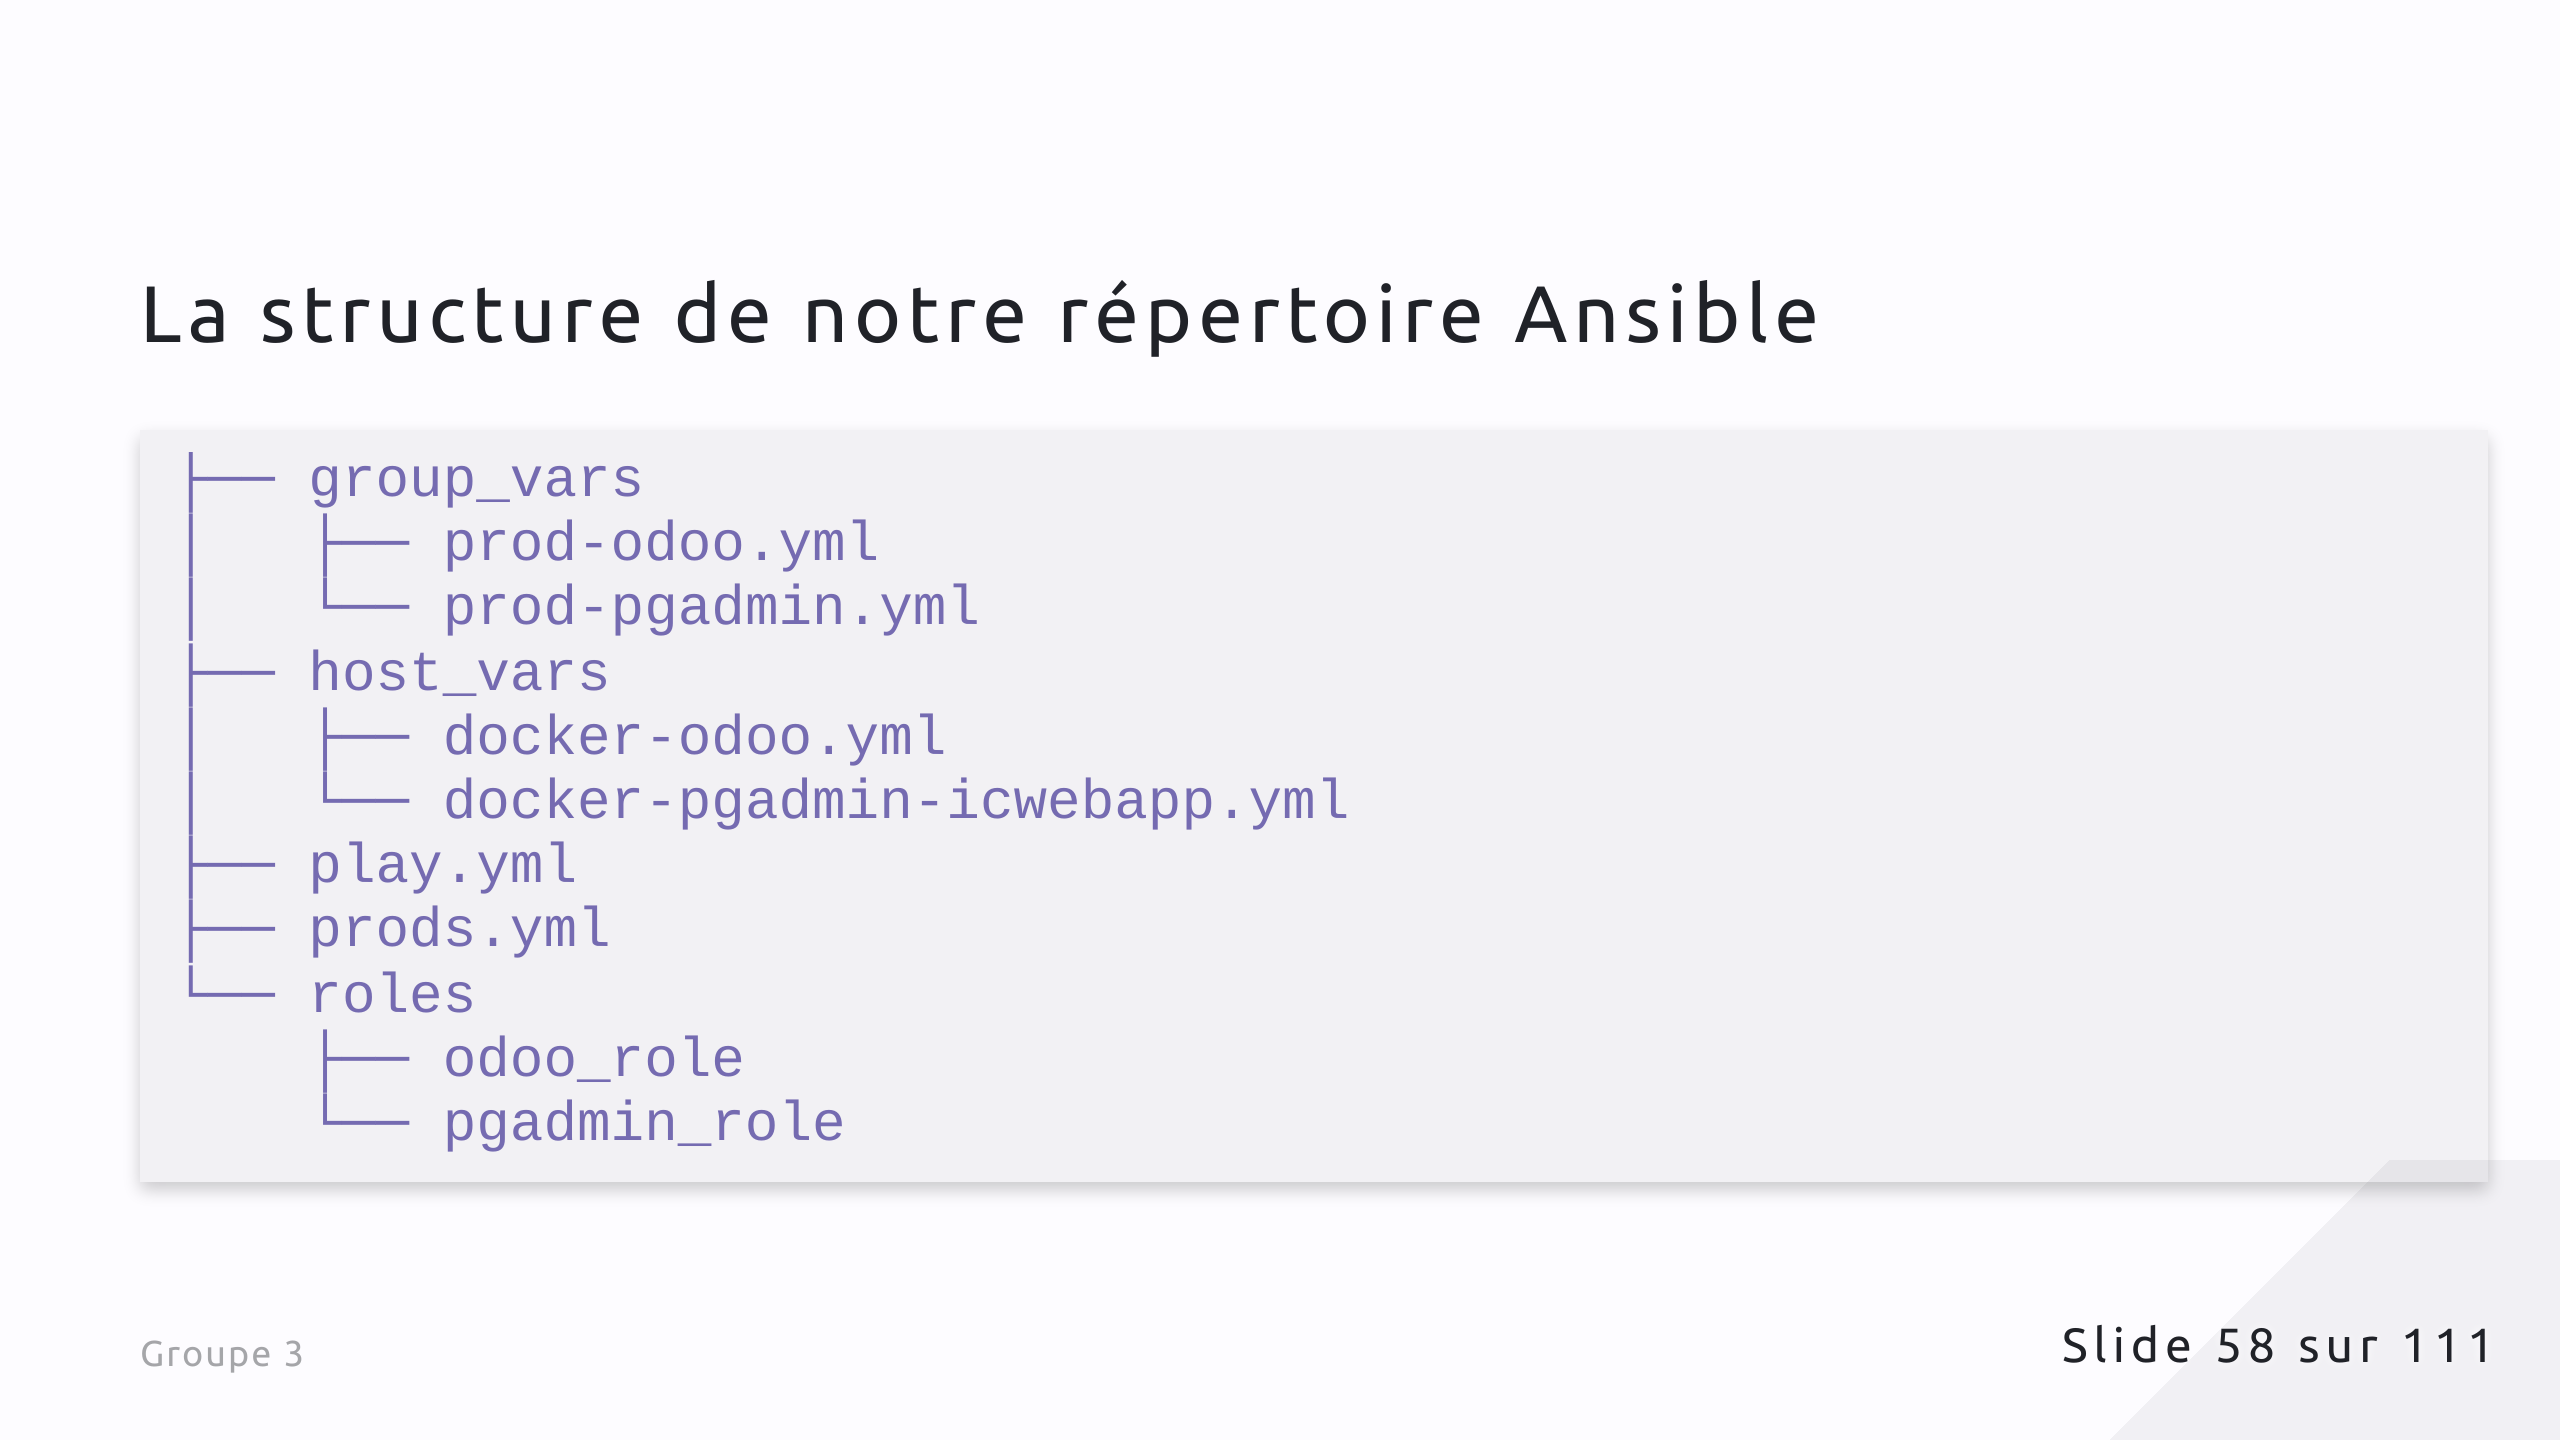 La structure de notre répertoire Ansible
├── group_vars
│   ├── prod-odoo.yml
│   └── prod-pgadmin.yml
├── host_vars
│   ├── docker-odoo.yml
│   └── docker-pgadmin-icwebapp.yml
├── play.yml
├── prods.yml
└── roles
    ├── odoo_role
    └── pgadmin_role
Groupe 3
Slide 58 sur 111